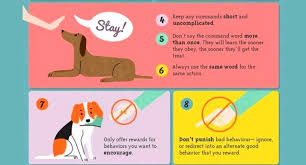 Stay!
4
Keep any commands short and
uncomplicated.
5
Don't say the command word more
than once. They will learn the sooner
they obey, the sooner they'll get the
treat.
6
Always use the same word for the
same action.
7
Only offer rewards for
behaviors you want to
encourage.
8
Don't punish bad behaviour— ignore,
or redirect into an alternate good
behavior that you reward.